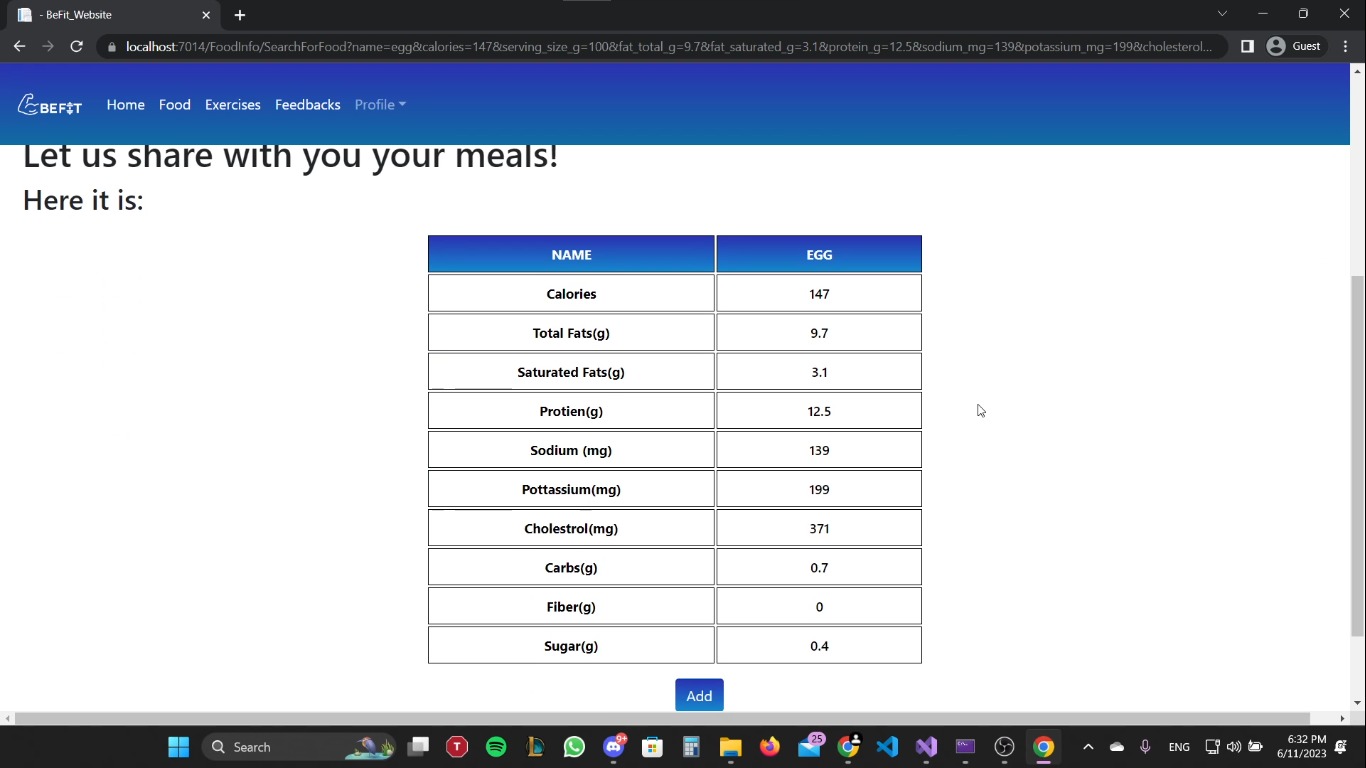 - BeFit_Website
localhost:7014/FoodInfo/SearchForFood?name=egg&calories=147&serving_size_g=100&fat_total_g=9.7&fat_saturated_g=3.1&protein_g=12.5&sodium_mg=139&potassium_mg=199&cholesterol...
Guest
BEFIT Home Food Exercises Feedbacks Profile
Let us share with you your meals!
Here it is:
NAME EGG
Calories 147
Total Fats(g) 9.7
Saturated Fats(g) 3.1
Protien(g) 12.5
Sodium (mg) 139
Pottassium(mg) 199
Cholestrol(mg) 371
Carbs(g) 0.7
Fiber(g) 0
Sugar(g) 0.4
Add
Search T 9+ 25 ENG 6:32 PM
6/11/2023